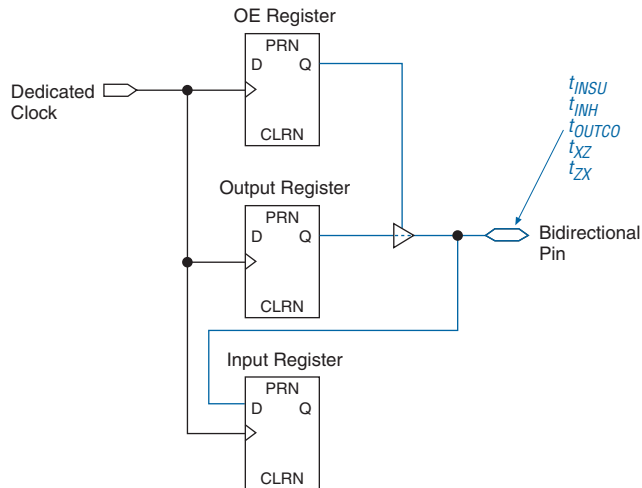 OE Register
PRN
D Q
CLRN
Dedicated
Clock
t_INSU
t_INH
t_OUTCO
t_XZ
t_ZX
Output Register
PRN
D Q
CLRN
Bidirectional
Pin
Input Register
PRN
D Q
CLRN